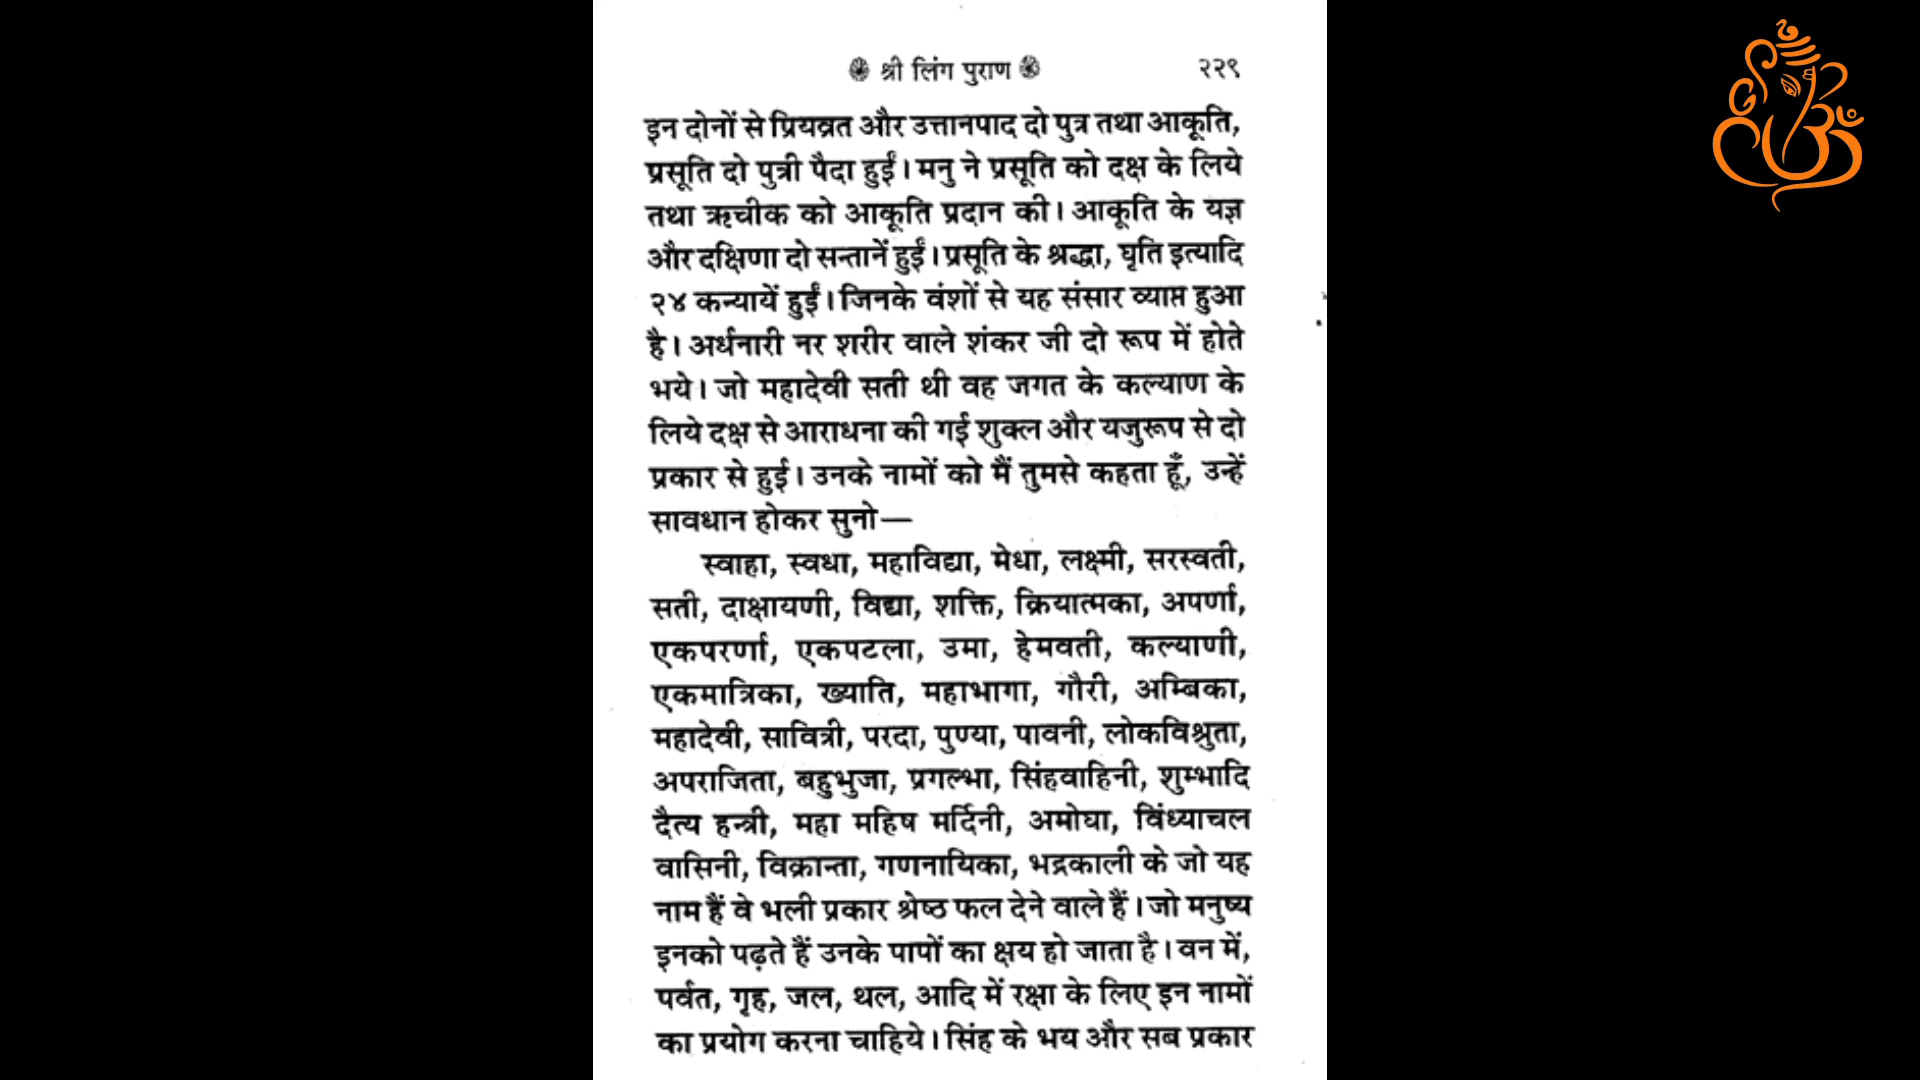 ❁ श्री लिंग पुराण ❁ २२९
इन दोनों से प्रियव्रत और उत्तानपाद दो पुत्र तथा आकूति,
प्रसूति दो पुत्री पैदा हुईं। मनु ने प्रसूति को दक्ष के लिये
तथा ऋचीक को आकूति प्रदान की। आकूति के यज्ञ
और दक्षिणा दो सन्तानें हुईं। प्रसूति के श्रद्धा, घृति इत्यादि
२४ कन्यायें हुईं। जिनके वंशों से यह संसार व्याप्त हुआ
है। अर्धनारी नर शरीर वाले शंकर जी दो रूप में होते
भये। जो महादेवी सती थी वह जगत के कल्याण के
लिये दक्ष से आराधना की गई शुक्ल और यजुरूप से दो
प्रकार से हुई। उनके नामों को मैं तुमसे कहता हूँ, उन्हें
सावधान होकर सुनो—
स्वाहा, स्वधा, महाविद्या, मेधा, लक्ष्मी, सरस्वती,
सती, दाक्षायणी, विद्या, शक्ति, क्रियात्मका, अपर्णा,
एकपरर्णा, एकपटला, उमा, हेमवती, कल्याणी,
एकमात्रिका, ख्याति, महाभागा, गौरी, अम्बिका,
महादेवी, सावित्री, परदा, पुण्या, पावनी, लोकविश्रुता,
अपराजिता, बहुभुजा, प्रगल्भा, सिंहवाहिनी, शुम्भादि
दैत्य हन्त्री, महा महिष मर्दिनी, अमोघा, विंध्याचल
वासिनी, विक्रान्ता, गणनायिका, भद्रकाली के जो यह
नाम हैं वे भली प्रकार श्रेष्ठ फल देने वाले हैं। जो मनुष्य
इनको पढ़ते हैं उनके पापों का क्षय हो जाता है। वन में,
पर्वत, गृह, जल, थल, आदि में रक्षा के लिए इन नामों
का प्रयोग करना चाहिये। सिंह के भय और सब प्रकार